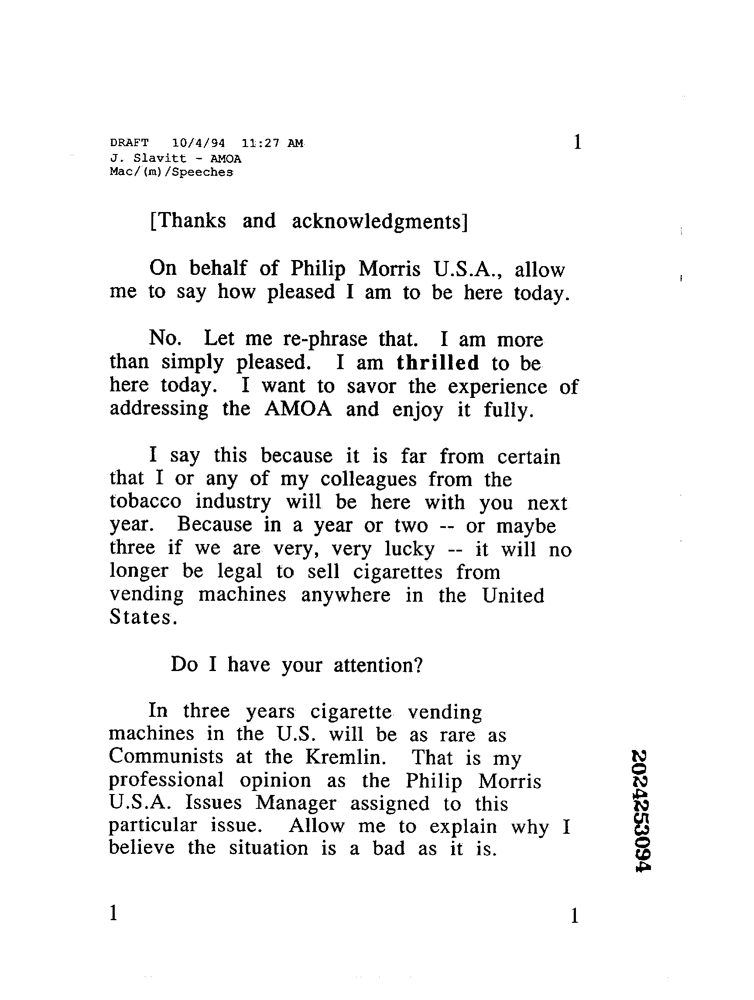 DRAFT 10/4/94 11:27 AM
1
J. Slavitt - AMOA
Mac/(m)/Speeches
[Thanks and acknowledgments]
On behalf of Philip Morris U.S.A., allow
me to say how pleased I am to be here today.
No. Let me re-phrase that. I am more
than simply pleased. I am thrilled to be
here today. I want to savor the experience of
addressing the AMOA and enjoy it fully.
I say this because it is far from certain
that I or any of my colleagues from the
tobacco industry will be here with you next
year. Because in a year or two -- or maybe
three if we are very, very lucky -- it will no
longer be legal to sell cigarettes from
vending machines anywhere in the United
States.
Do I have your attention?
In three years cigarette vending
machines in the U.S. will be as rare as
Communists at the Kremlin. That is my
professional opinion as the Philip Morris
U.S.A. Issues Manager assigned to this
particular issue. Allow me to explain why I
believe the situation is a bad as it is.
2024253094
1
1